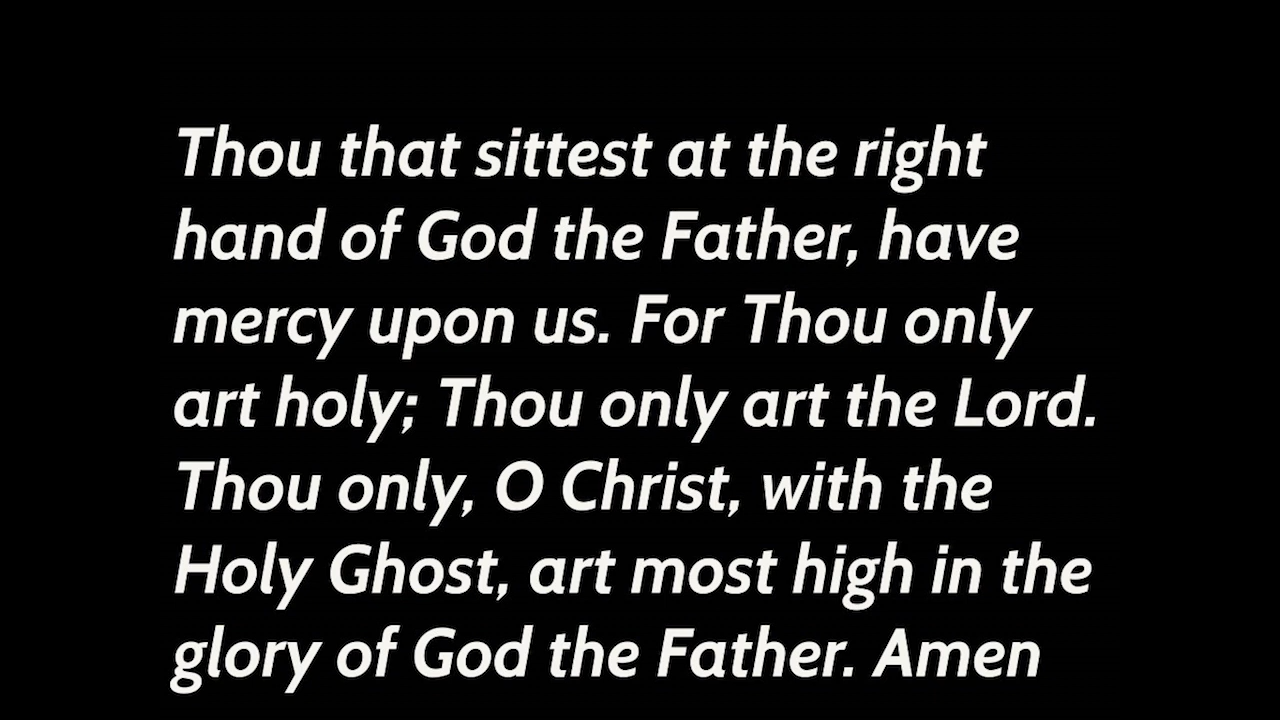 Thou that sittest at the right
hand of God the Father, have
mercy upon us. For Thou only
art holy; Thou only art the Lord.
Thou only, O Christ, with the
Holy Ghost, art most high in the
glory of God the Father. Amen